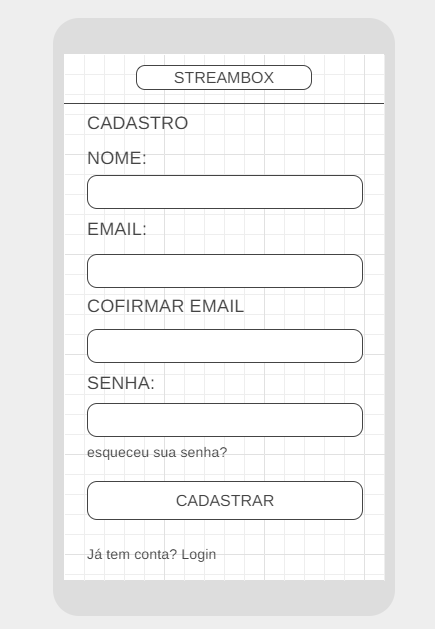 STREAMBOX
CADASTRO
NOME:
EMAIL:
COFIRMAR EMAIL
SENHA:
esqueceu sua senha?
CADASTRAR
Já tem conta? Login